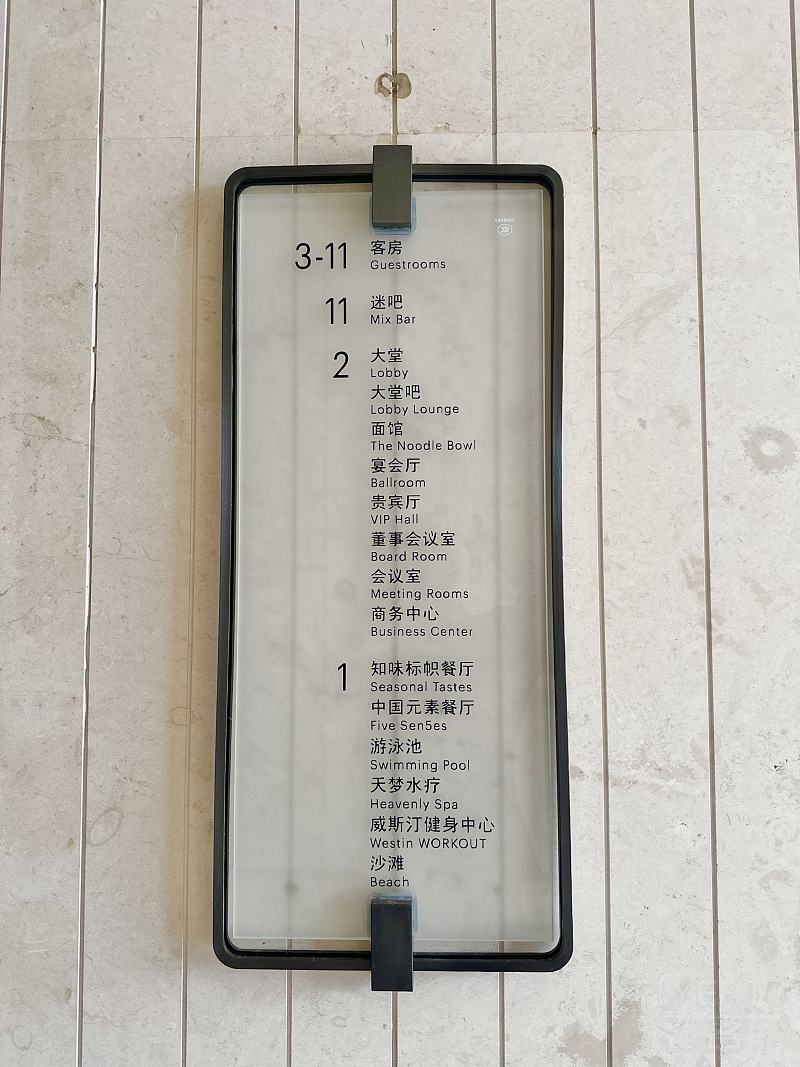 3-11 客房
Guestrooms
11 迷吧
Mix Bar
2 大堂
Lobby
大堂吧
Lobby Lounge
面馆
The Noodle Bowl
宴会厅
Ballroom
贵宾厅
VIP Hall
董事会议室
Board Room
会议室
Meeting Rooms
商务中心
Business Center
1 知味标帜餐厅
Seasonal Tastes
中国元素餐厅
Five Sen5es
游泳池
Swimming Pool
天梦水疗
Heavenly Spa
威斯汀健身中心
Westin WORKOUT
沙滩
Beach